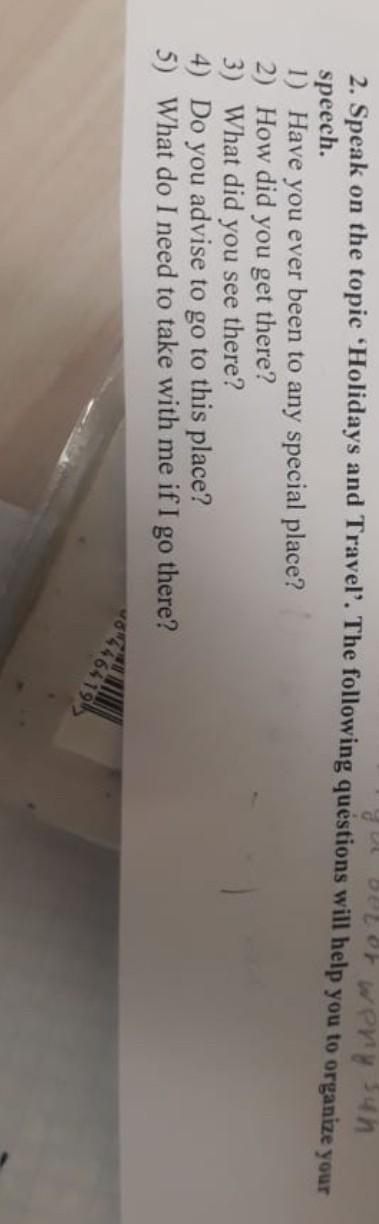 2. Speak on the topic ‘Holidays and Travel’. The following questions will help you to organize your
speech.
1) Have you ever been to any special place?
2) How did you get there?
3) What did you see there?
4) Do you advise to go to this place?
5) What do I need to take with me if I go there?